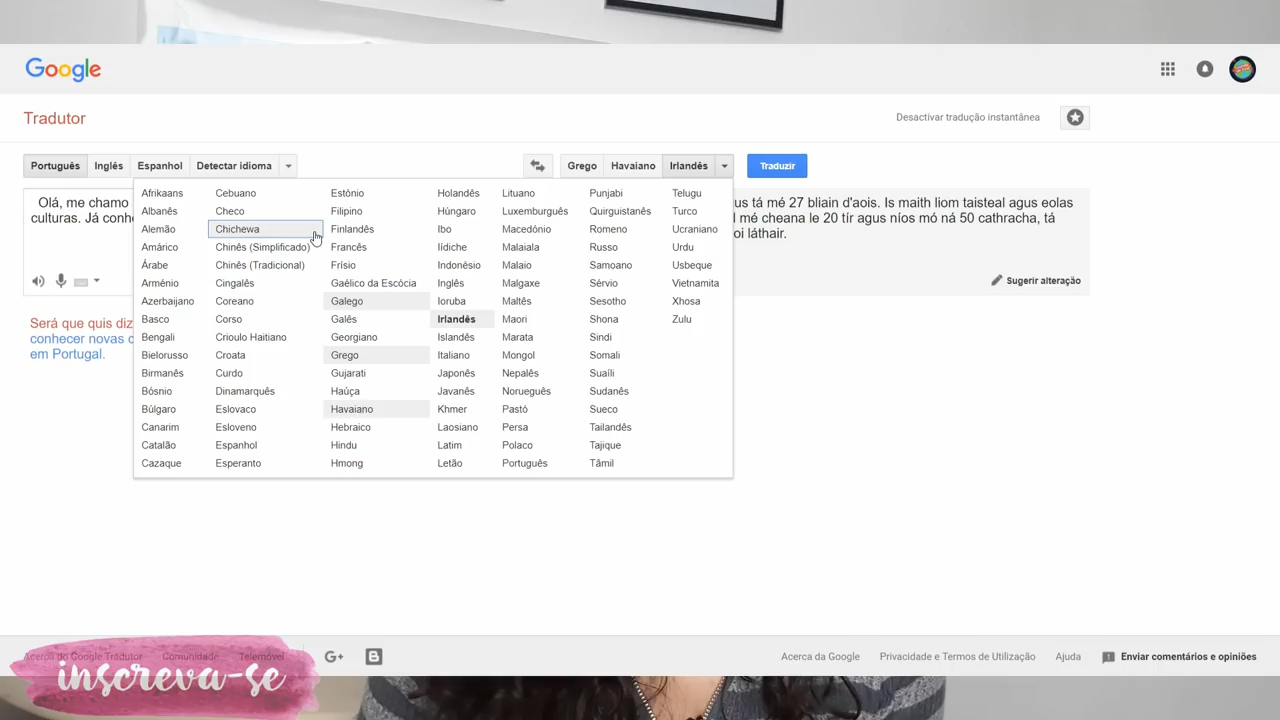 Google
Tradutor
Desactivar tradução instantânea
Português Inglês Espanhol Detectar idioma
Grego Havaiano Irlandês Traduzir
Olá, me chamo
culturas. Já conhe
us tá mé 27 bliain d'aois. Is maith liom taisteal agus eolas
l mé cheana le 20 tír agus níos mó ná 50 cathracha, tá
oi láthair.
Sugerir alteração
Será que quis diz
conhecer novas c
em Portugal.
Afrikaans Cebuano Estônio Holandês Lituano Punjabi Telugu
Albanês Checo Filipino Húngaro Luxemburguês Quirguistanês Turco
Alemão Chichewa Finlandês Ibo Macedónio Romeno Ucraniano
Amárico Chinês (Simplificado) Francês Iídiche Malaiala Russo Urdu
Árabe Chinês (Tradicional) Frísio Indonésio Malaio Samoano Usbeque
Arménio Cingalês Gaélico da Escócia Inglês Malgaxe Sérvio Vietnamita
Azerbaijano Coreano Galego Ioruba Maltês Sesotho Xhosa
Basco Corso Galês Irlandês Maori Shona Zulu
Bengali Crioulo Haitiano Georgiano Islandês Marata Sindi
Bielorusso Croata Grego Italiano Mongol Somali
Birmanês Curdo Gujarati Japonês Nepalês Suaíli
Bósnio Dinamarquês Haúça Javanês Norueguês Sudanês
Búlgaro Eslovaco Havaiano Khmer Pastó Sueco
Canarim Esloveno Hebraico Laosiano Persa Tailandês
Catalão Espanhol Hindu Latim Polaco Tajique
Cazaque Esperanto Hmong Letão Português Tâmil
Acerca do Google Tradutor Comunidade Telemóvel G+ B
Acerca da Google Privacidade e Termos de Utilização Ajuda Enviar comentários e opiniões
inscreva-se